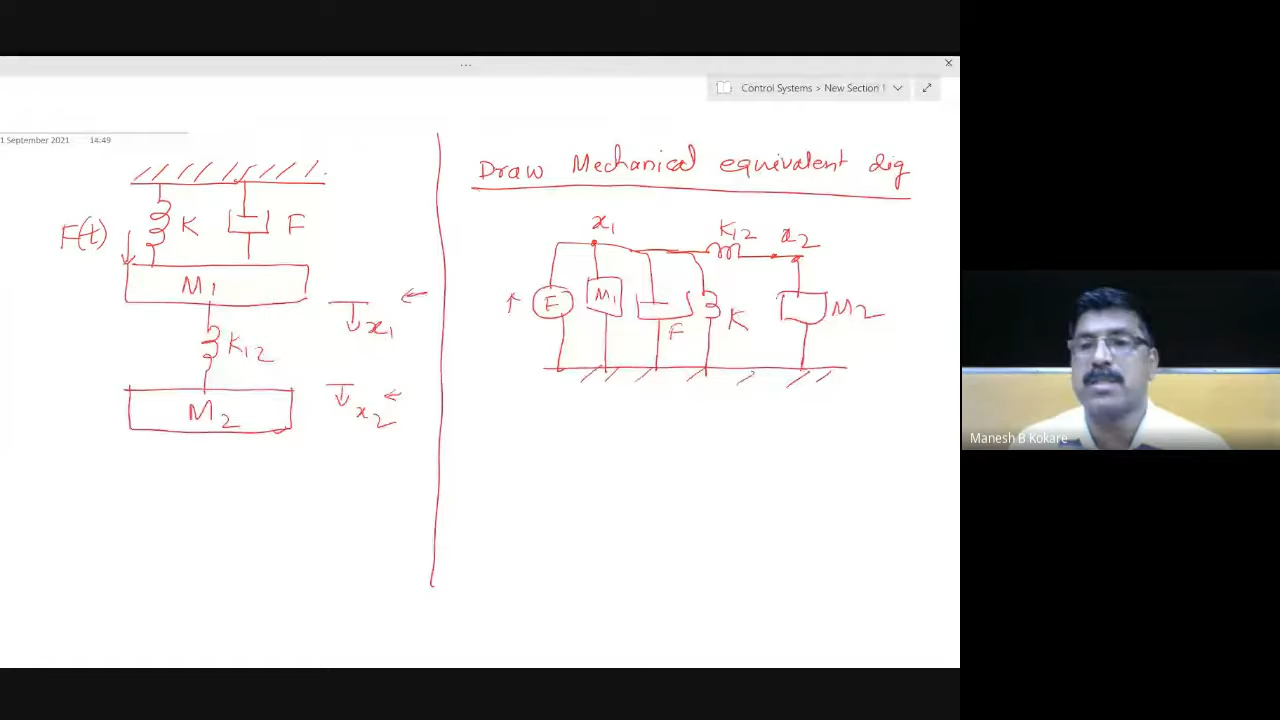 Control Systems > New Section 1
1 September 2021 14:49
Draw Mechanical equivalent dig
F(t)
K
F
M1
x1
K12
M2
x2
x1
K12
x2
F
M1
F
K
M2
Manesh B Kokare